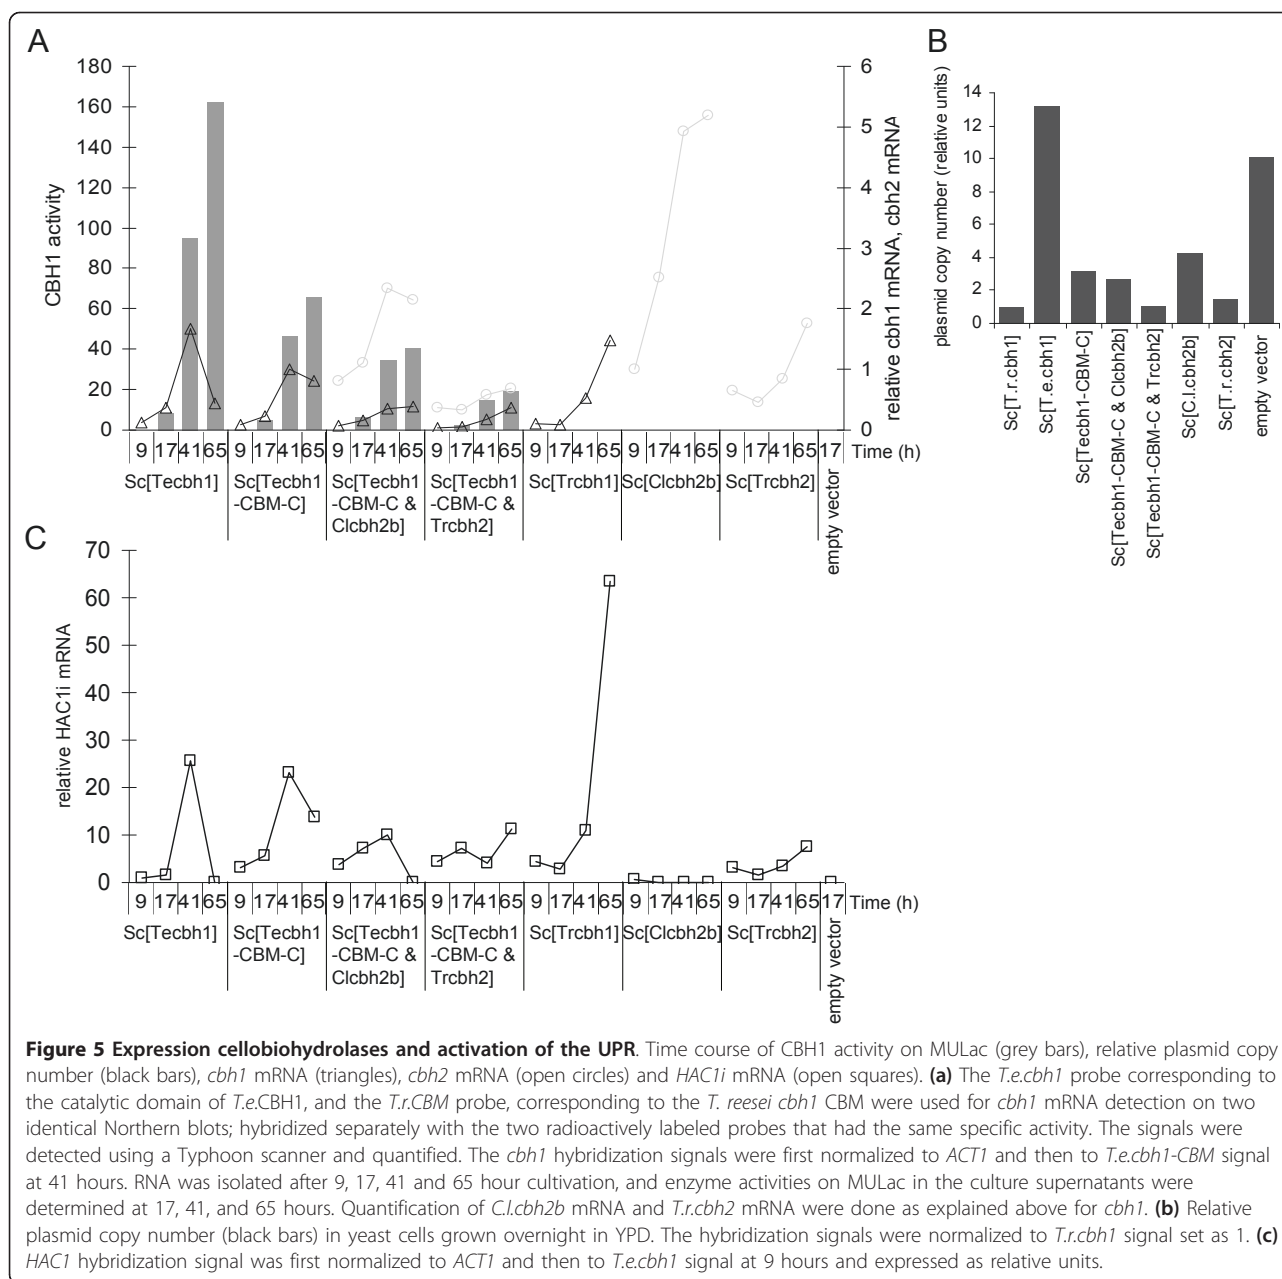 A
180
160
140
120
100
80
60
40
20
0
CBH1 activity
6
5
4
3
2
1
0
relative cbh1 mRNA, cbh2 mRNA
9 17 41 65 9 17 41 65 9 17 41 65 9 17 41 65 9 17 41 65 9 17 41 65 9 17 41 65 17 Time (h)
Sc[Tecbh1]
Sc[Tecbh1
-CBM-C]
Sc[Tecbh1
-CBM-C &
Clcbh2b]
Sc[Tecbh1
-CBM-C &
Trcbh2]
Sc[Trcbh1]
Sc[Clcbh2b]
Sc[Trcbh2]
empty vector
B
14
12
10
8
6
4
2
0
plasmid copy number (relative units)
Sc[T.r.cbh1]
Sc[T.e.cbh1]
Sc[Tecbh1-CBM-C]
Sc[Tecbh1-CBM-C & Clcbh2b]
Sc[Tecbh1-CBM-C & Trcbh2]
Sc[C.l.cbh2b]
Sc[T.r.cbh2]
empty vector
C
70
60
50
40
30
20
10
0
relative HAC1i mRNA
9 17 41 65 9 17 41 65 9 17 41 65 9 17 41 65 9 17 41 65 9 17 41 65 9 17 41 65 17 Time (h)
Sc[Tecbh1]
Sc[Tecbh1
-CBM-C]
Sc[Tecbh1
-CBM-C &
Clcbh2b]
Sc[Tecbh1
-CBM-C &
Trcbh2]
Sc[Trcbh1]
Sc[Clcbh2b]
Sc[Trcbh2]
empty vector
Figure 5 Expression cellobiohydrolases and activation of the UPR. Time course of CBH1 activity on MULac (grey bars), relative plasmid copy
number (black bars), cbh1 mRNA (triangles), cbh2 mRNA (open circles) and HAC1i mRNA (open squares). (a) The T.e.cbh1 probe corresponding to
the catalytic domain of T.e.CBH1, and the T.r.CBM probe, corresponding to the T. reesei cbh1 CBM were used for cbh1 mRNA detection on two
identical Northern blots; hybridized separately with the two radioactively labeled probes that had the same specific activity. The signals were
detected using a Typhoon scanner and quantified. The cbh1 hybridization signals were first normalized to ACT1 and then to T.e.cbh1-CBM signal
at 41 hours. RNA was isolated after 9, 17, 41 and 65 hour cultivation, and enzyme activities on MULac in the culture supernatants were
determined at 17, 41, and 65 hours. Quantification of C.l.cbh2b mRNA and T.r.cbh2 mRNA were done as explained above for cbh1. (b) Relative
plasmid copy number (black bars) in yeast cells grown overnight in YPD. The hybridization signals were normalized to T.r.cbh1 signal set as 1. (c)
HAC1 hybridization signal was first normalized to ACT1 and then to T.e.cbh1 signal at 9 hours and expressed as relative units.